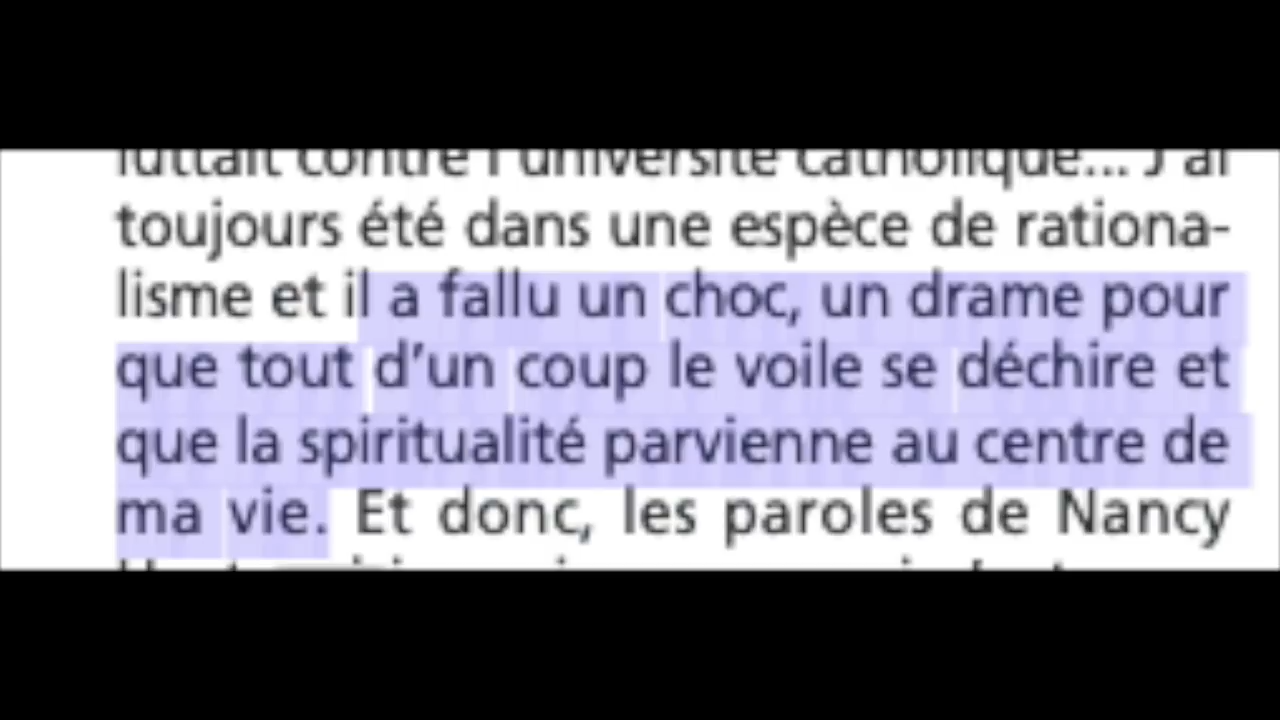 luttait contre l'université catholique... J'ai
toujours été dans une espèce de rationa-
lisme et il a fallu un choc, un drame pour
que tout d’un coup le voile se déchire et
que la spiritualité parvienne au centre de
ma vie. Et donc, les paroles de Nancy